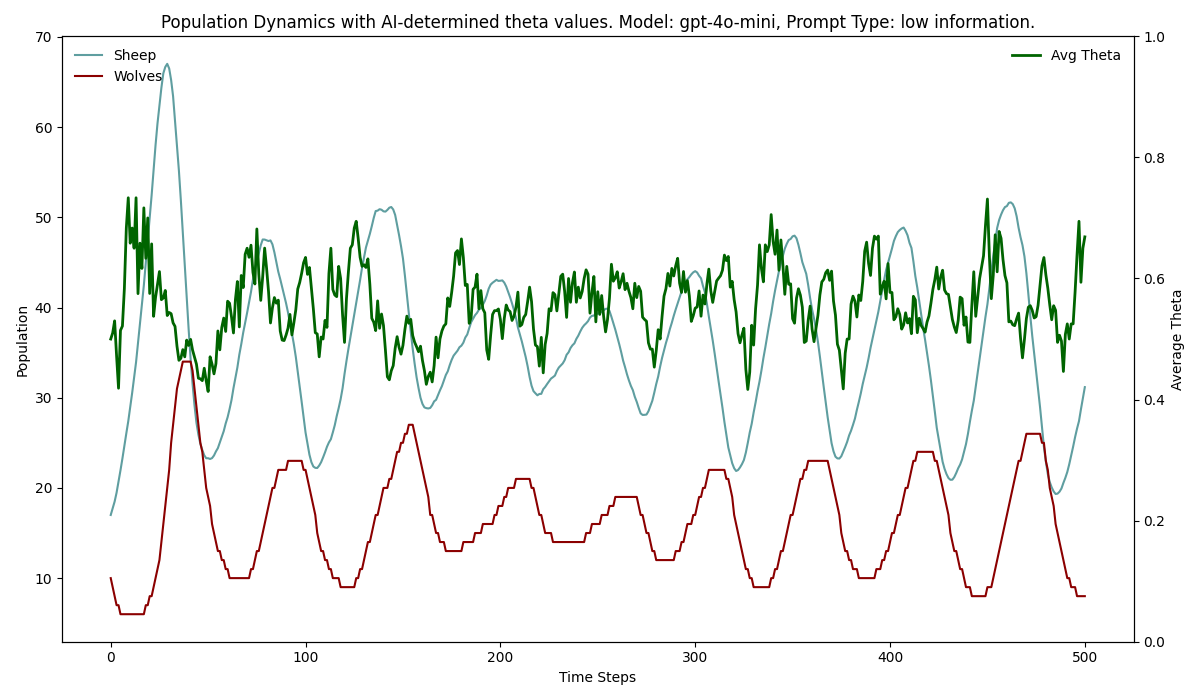 Population Dynamics with AI-determined theta values. Model: gpt-4o-mini, Prompt Type: low information.
Sheep
Wolves
Avg Theta
Population
70
60
50
40
30
20
10
1.0
0.8
0.6
0.4
0.2
0.0
Average Theta
0
100
200
300
400
500
Time Steps